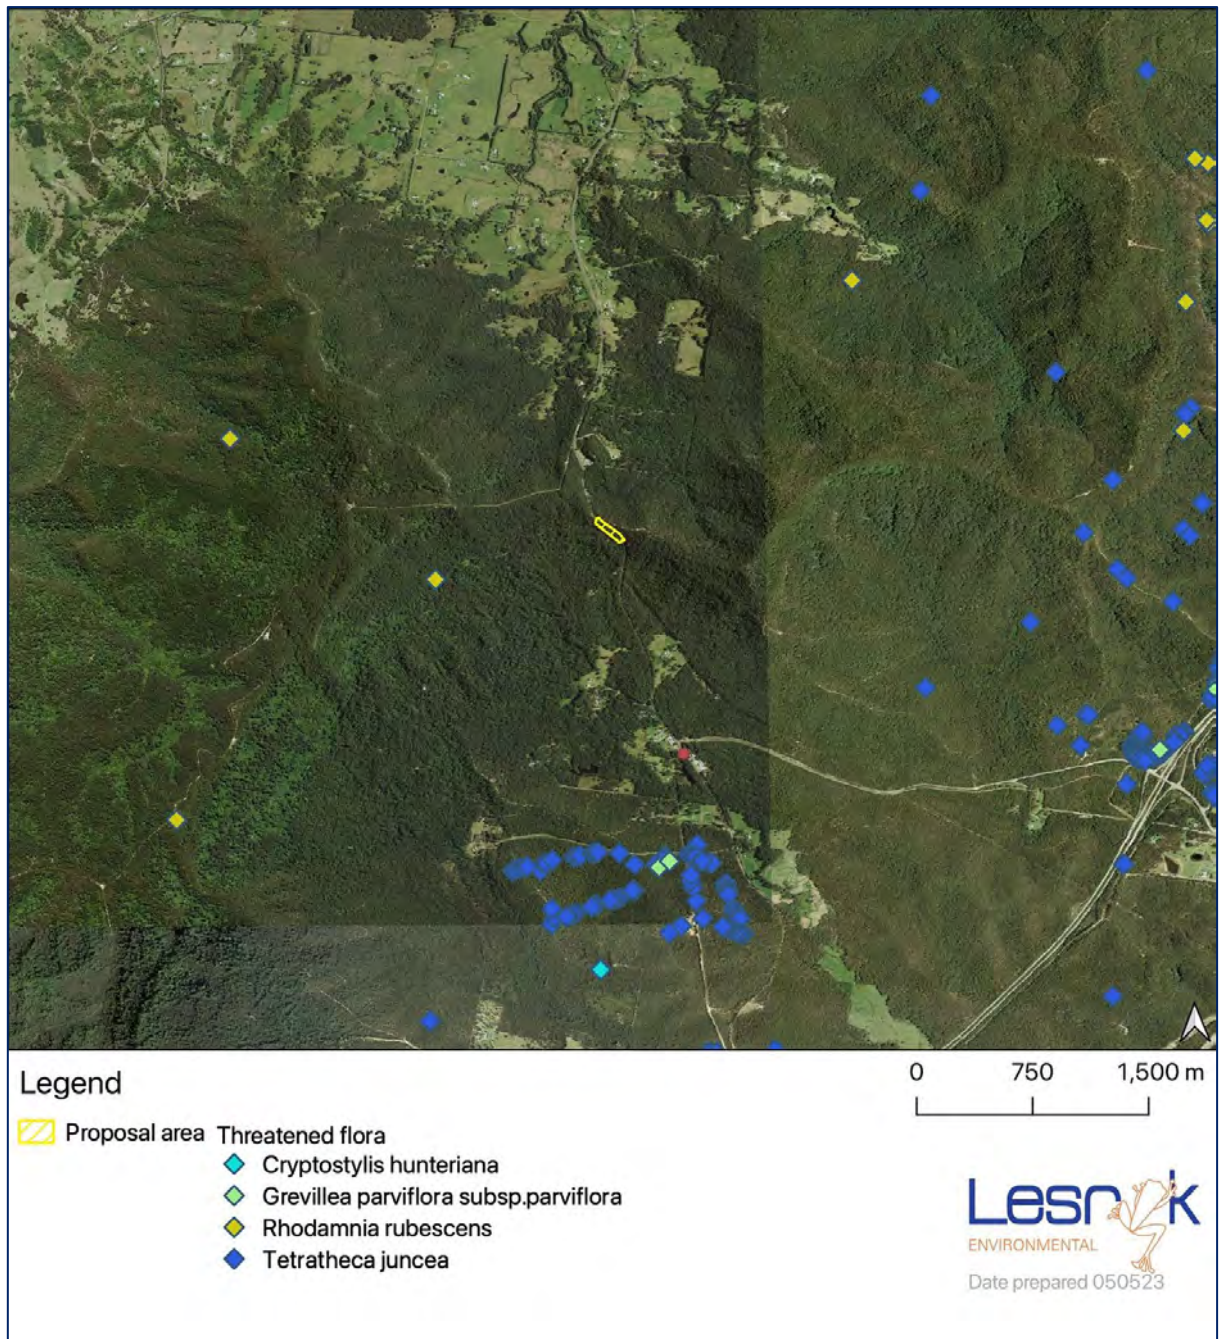 Legend
0 750 1,500 m
Proposal area
Threatened flora
Cryptostylis hunteriana
Grevillea parviflora subsp.parviflora
Rhodamnia rubescens
Tetratheca juncea
Lesryk
ENVIRONMENTAL
Date prepared 050523